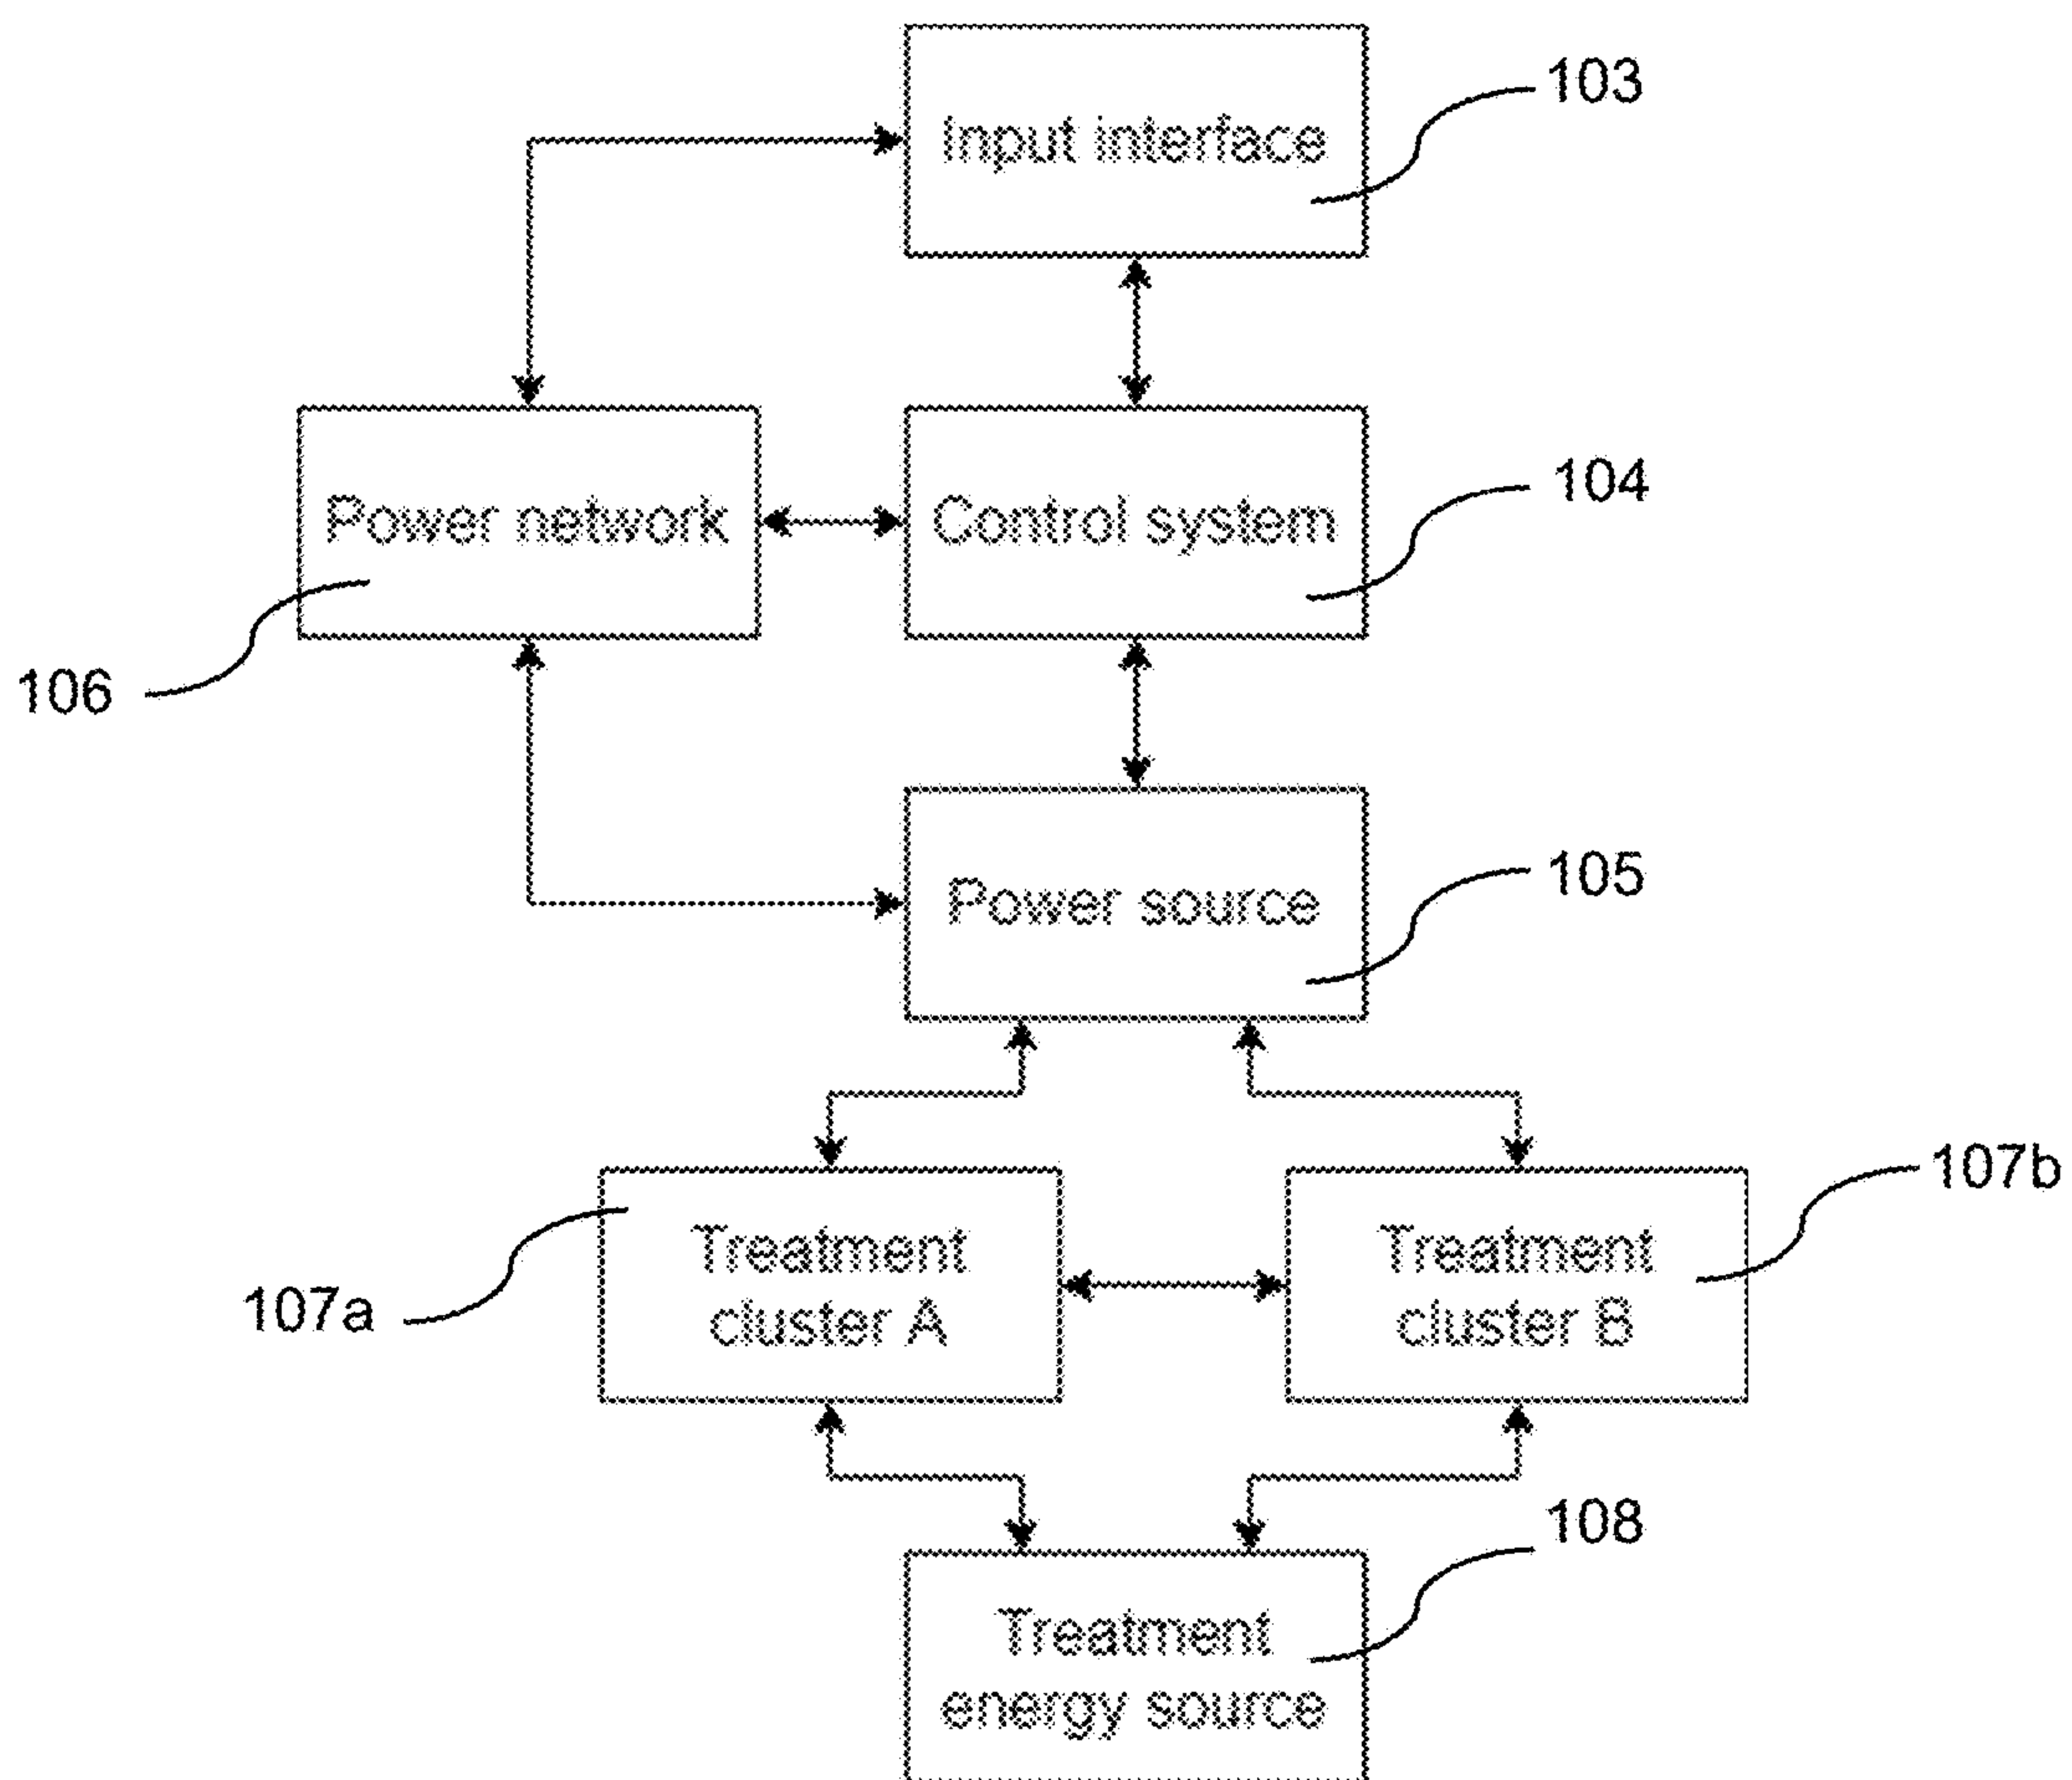 103
Input interface
104
Power network
Control system
106
105
Power source
107b
107a
Treatment
cluster A
Treatment
cluster B
108
Treatment
energy source